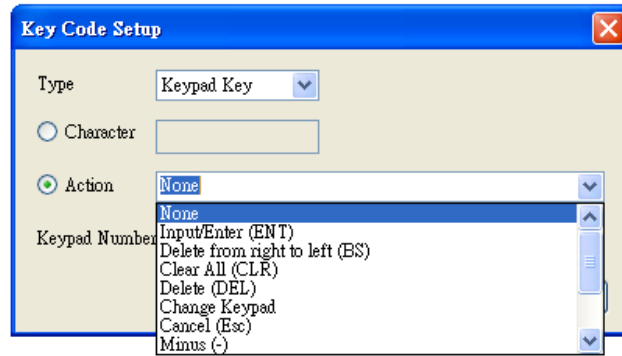 Key Code Setup
Type Keypad Key
Character
Action None
None
Input/Enter (ENT)
Keypad Number
Delete from right to left (BS)
Clear All (CLR)
Delete (DEL)
Change Keypad
Cancel (Esc)
Minus (-)